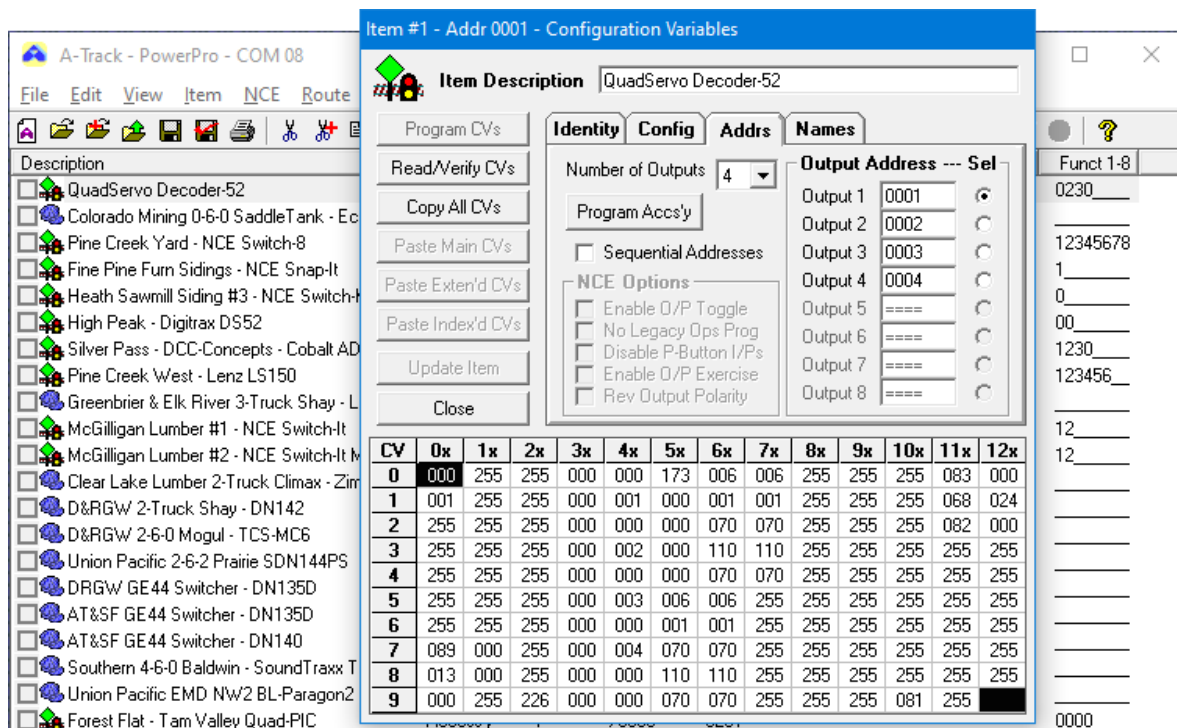 A-Track - PowerPro - COM 08
File Edit View Item NCE Route
Description
QuadServo Decoder-52
Colorado Mining 0-6-0 SaddleTank - Ec
Pine Creek Yard - NCE Switch-8
Fine Pine Furn Sidings - NCE Snap-It
Heath Sawmill Siding #3 - NCE Switch-
High Peak - Digitrax DS52
Silver Pass - DCC-Concepts - Cobalt AD
Pine Creek West - Lenz LS150
Greenbrier & Elk River 3-Truck Shay - L
McGilligan Lumber #1 - NCE Switch-It
McGilligan Lumber #2 - NCE Switch-It M
Clear Lake Lumber 2-Truck Climax - Zim
D&RGW 2-Truck Shay - DN142
D&RGW 2-6-0 Mogul - TCS-MC6
Union Pacific 2-6-2 Prairie SDN144PS
DRGW GE44 Switcher - DN135D
AT&SF GE44 Switcher - DN135D
AT&SF GE44 Switcher - DN140
Southern 4-6-0 Baldwin - SoundTraxx T
Union Pacific EMD NW2 BL-Paragon2
Forest Flat - Tam Valley Quad-PIC
Item #1 - Addr 0001 - Configuration Variables
Item Description QuadServo Decoder-52
Program CVs
Read/Verify CVs
Copy All CVs
Paste Main CVs
Paste Exten'd CVs
Paste Index'd CVs
Update Item
Close
Identity Config Addrs Names
Number of Outputs 4
Program Accs'y
Sequential Addresses
NCE Options
Enable O/P Toggle
No Legacy Ops Prog
Disable P-Button I/Ps
Enable O/P Exercise
Rev Output Polarity
Output Address --- Sel
Output 1 0001
Output 2 0002
Output 3 0003
Output 4 0004
Output 5 ====
Output 6 ====
Output 7 ====
Output 8 ====
CV 0x 1x 2x 3x 4x 5x 6x 7x 8x 9x 10x 11x 12x
0 000 255 255 000 000 173 006 006 255 255 255 083 000
1 001 255 255 000 001 000 001 001 255 255 255 068 024
2 255 255 255 000 000 000 070 070 255 255 255 082 000
3 255 255 255 000 002 000 110 110 255 255 255 255 255
4 255 255 255 000 000 000 070 070 255 255 255 255 255
5 255 255 255 000 003 006 006 255 255 255 255 255 255
6 255 255 255 000 000 001 001 255 255 255 255 255 255
7 089 000 255 000 004 070 070 255 255 255 255 255 255
8 013 000 255 000 000 110 110 255 255 255 255 255 255
9 000 255 226 000 000 070 070 255 255 255 081 255
Funct 1-8
0230____
12345678
1_______
0_______
00______
1230____
123456__
12______
12______
0000